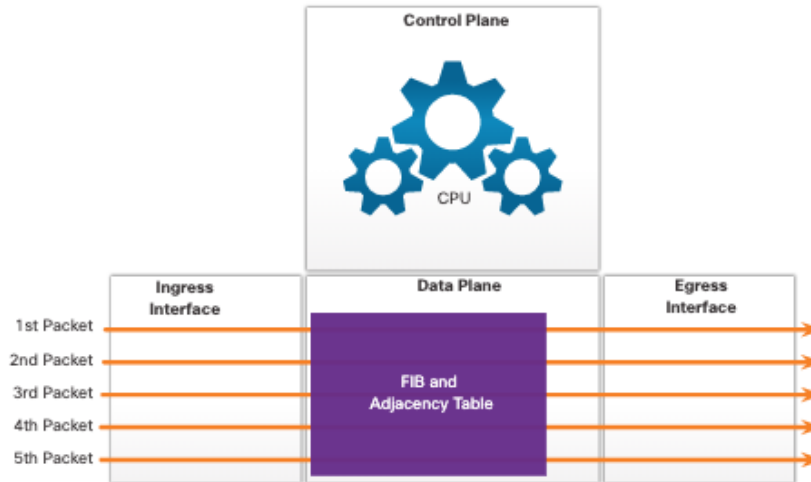 Control Plane
CPU
Ingress
Interface
Data Plane
Egress
Interface
1st Packet
2nd Packet
3rd Packet
4th Packet
5th Packet
FIB and
Adjacency Table